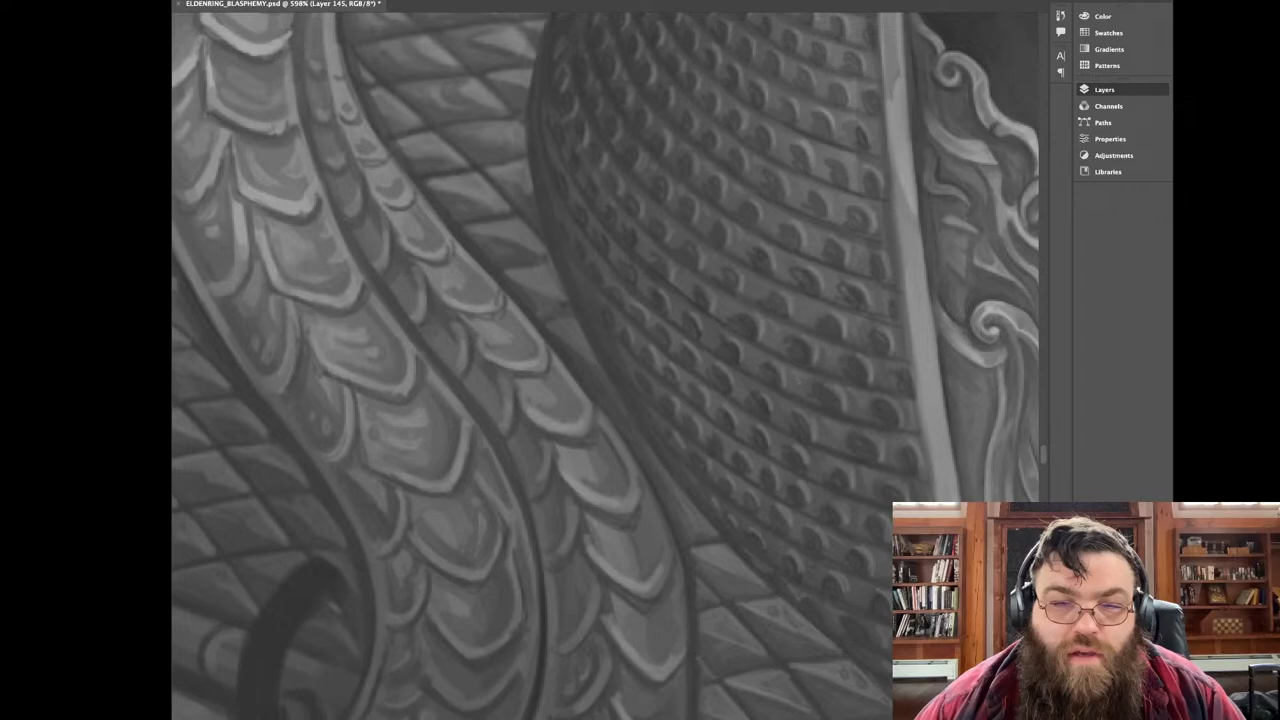 ELDENRING_BLASPHEMY.psd @ 598% (Layer 145, RGB/8*) *
Color
Swatches
Gradients
Patterns
Layers
Channels
Paths
Properties
Adjustments
Libraries